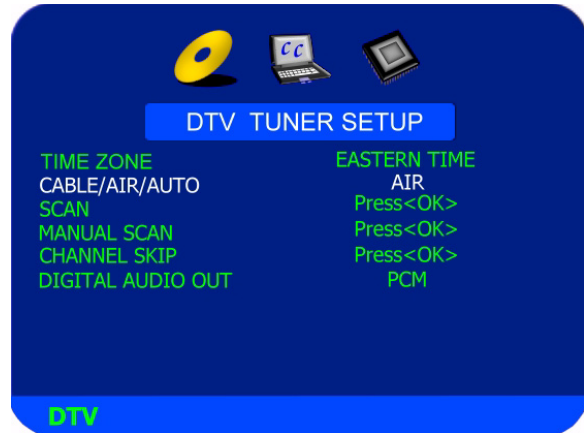 CC
DTV TUNER SETUP
TIME ZONE EASTERN TIME
CABLE/AIR/AUTO AIR
SCAN Press<OK>
MANUAL SCAN Press<OK>
CHANNEL SKIP Press<OK>
DIGITAL AUDIO OUT PCM
DTV